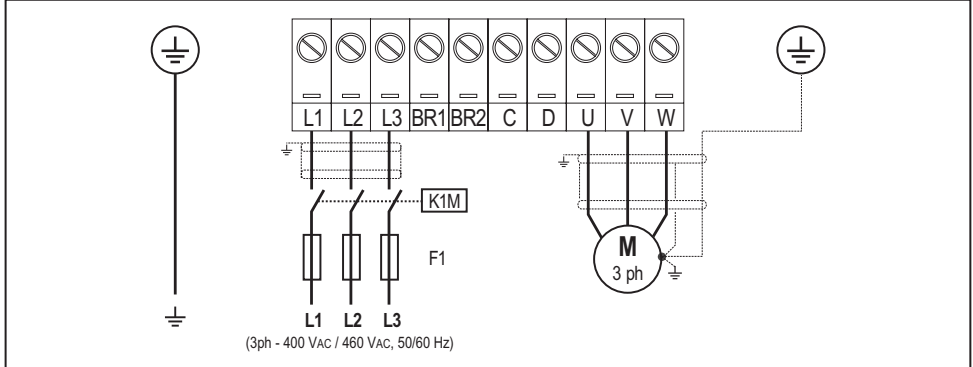 L1 L2 L3 BR1 BR2 C D U V W
K1M
M
F1
3 ph
L1 L2 L3
(3ph - 400 VAC / 460 VAC, 50/60 Hz)